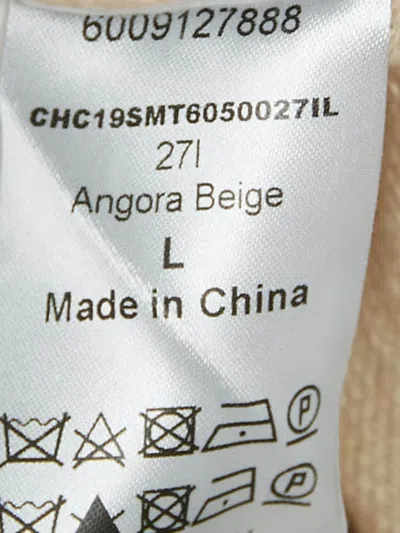 6009127888
CHC19SMT6050027IL
27I
Angora Beige
L
Made in China
P
P